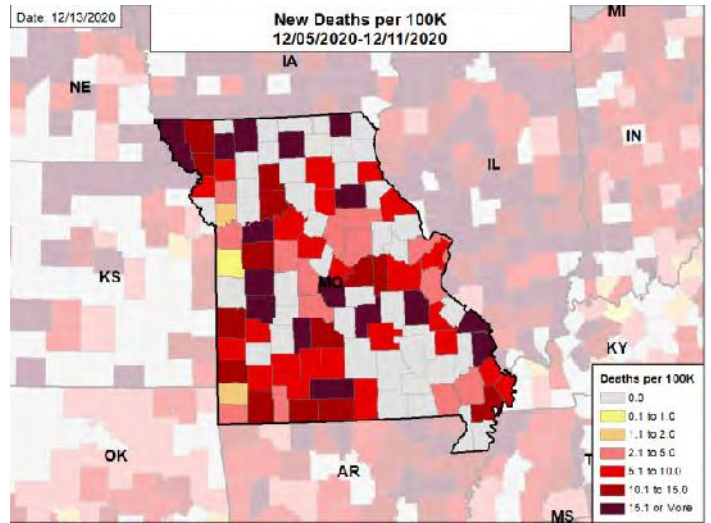 Date: 12/13/2020
New Deaths per 100K
12/05/2020-12/11/2020
MI
IA
NE
IN
IL
KS
MO
KY
OK
AR
MS
T
Deaths per 100K
0.0
0.1 to 1.0
1.1 to 2.0
2.1 to 5.0
5.1 to 10.0
10.1 to 15.0
15.1 or More